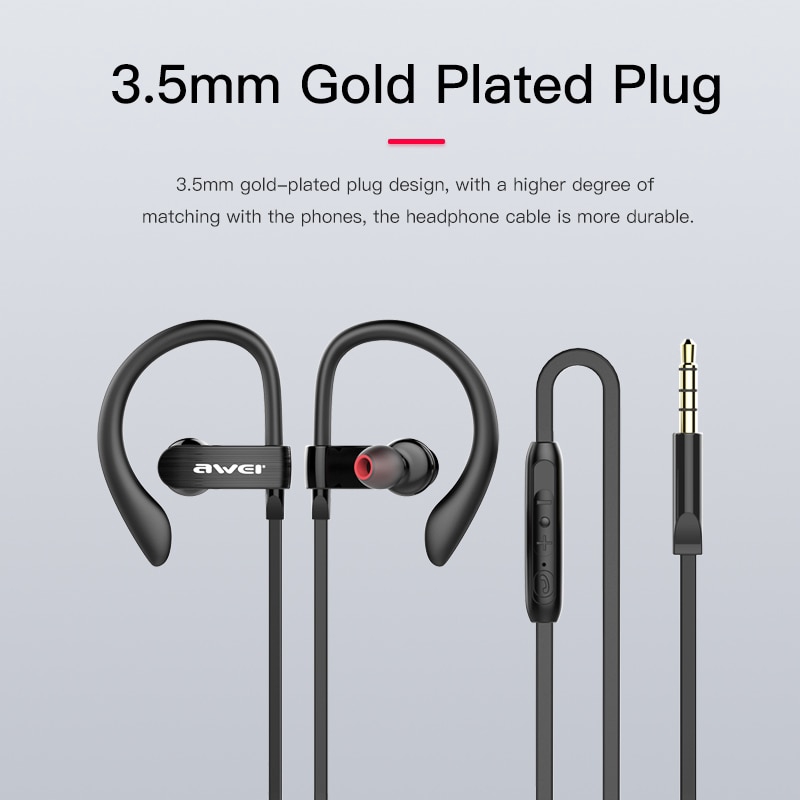 3.5mm Gold Plated Plug
3.5mm gold-plated plug design, with a higher degree of
matching with the phones, the headphone cable is more durable.
awei